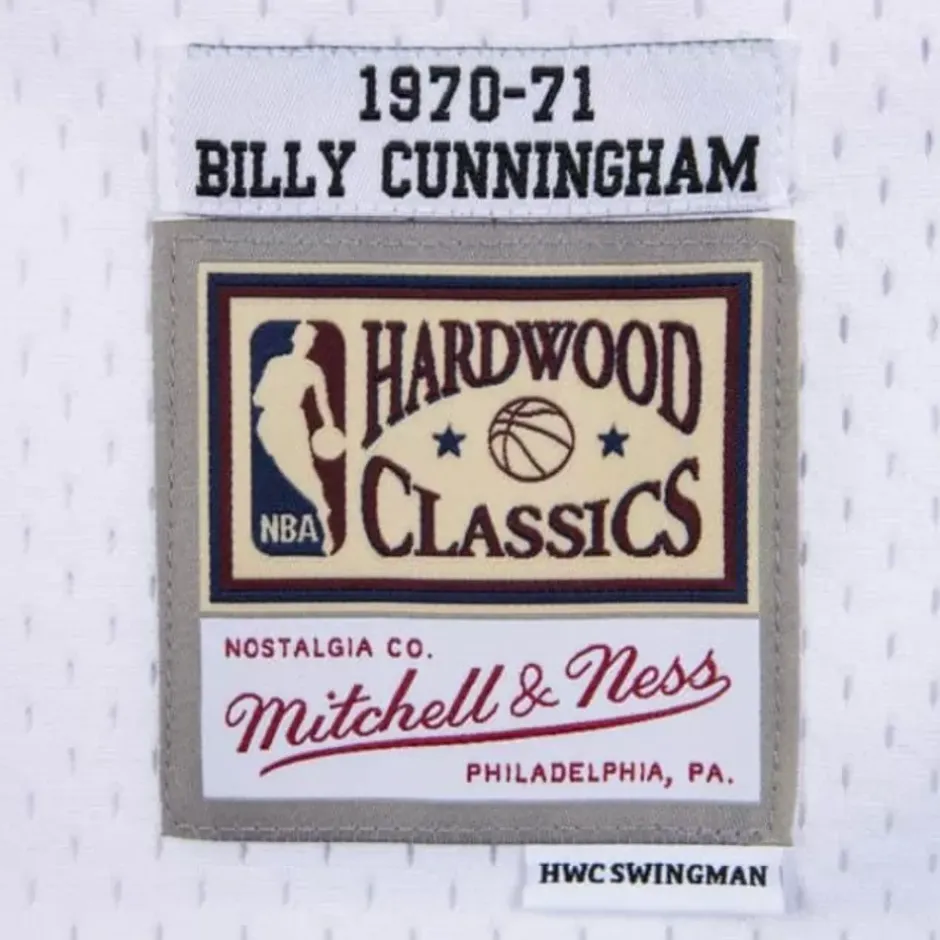 1970-71
BILLY CUNNINGHAM
HARDWOOD
NBA
CLASSICS
NOSTALGIA CO.
Mitchell & Ness
PHILADELPHIA, PA.
HWC SWINGMAN